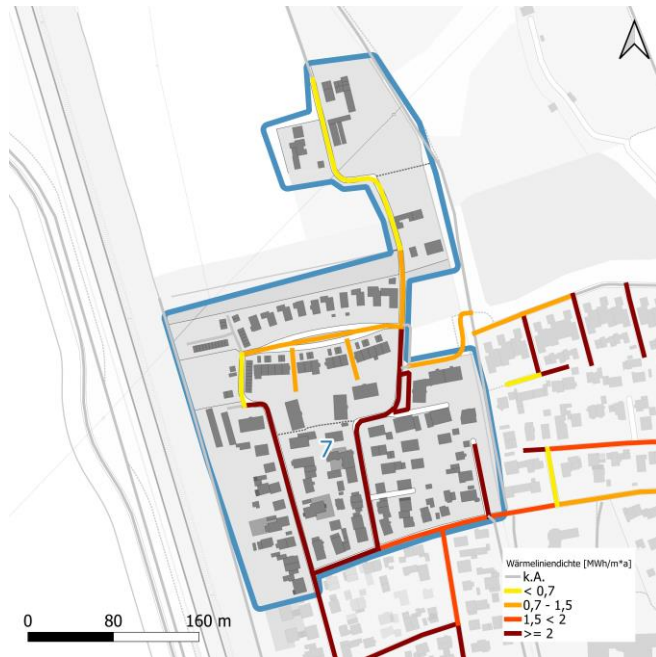 7
0 80 160 m
Wärmeliniendichte [MWh/m*a]
k.A.
< 0,7
0,7 - 1,5
1,5 < 2
>= 2